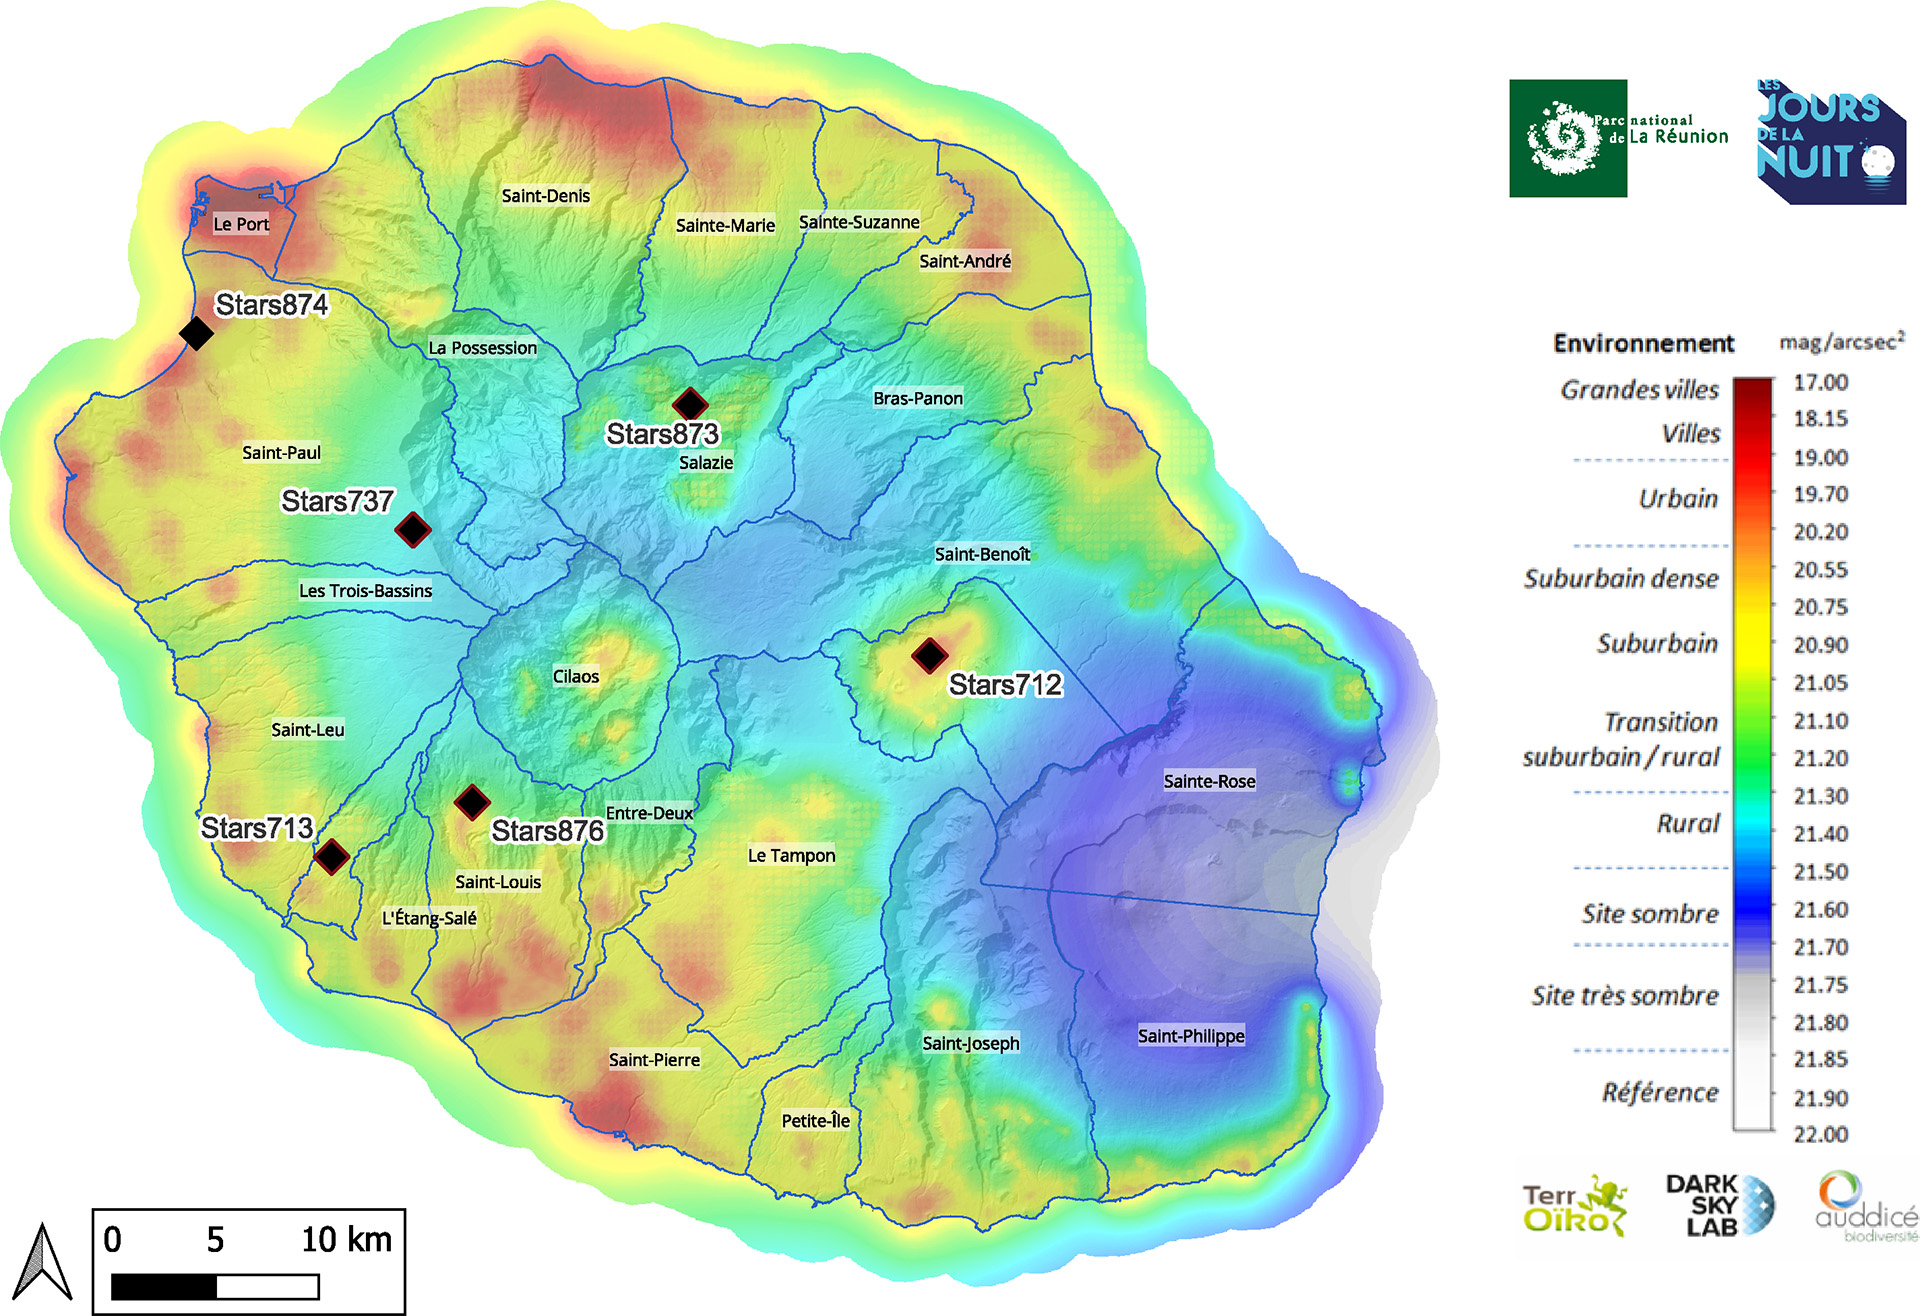 Saint-Denis
Le Port
Sainte-Marie
Sainte-Suzanne
Saint-André
Stars874
La Possession
Bras-Panon
Stars873
Saint-Paul
Salazie
Stars737
Saint-Benoît
Les Trois-Bassins
Cilaos
Stars712
Saint-Leu
Sainte-Rose
Entre-Deux
Stars713
Stars876
Le Tampon
Saint-Louis
L'Étang-Salé
Saint-Philippe
Saint-Joseph
Saint-Pierre
Petite-Île
0 5 10 km
Parc national
de La Réunion
LES
JOURS
DE LA
NUIT
Environnement mag/arcsec²
Grandes villes
Villes
Urbain
Suburbain dense
Suburbain
Transition
suburbain / rural
Rural
Site sombre
Site très sombre
Référence
17.00
18.15
19.00
19.70
20.20
20.55
20.75
20.90
21.05
21.10
21.20
21.30
21.40
21.50
21.60
21.70
21.75
21.80
21.85
21.90
22.00
Terr
Oïko
DARK
SKY
LAB
auddicé
biodiversité